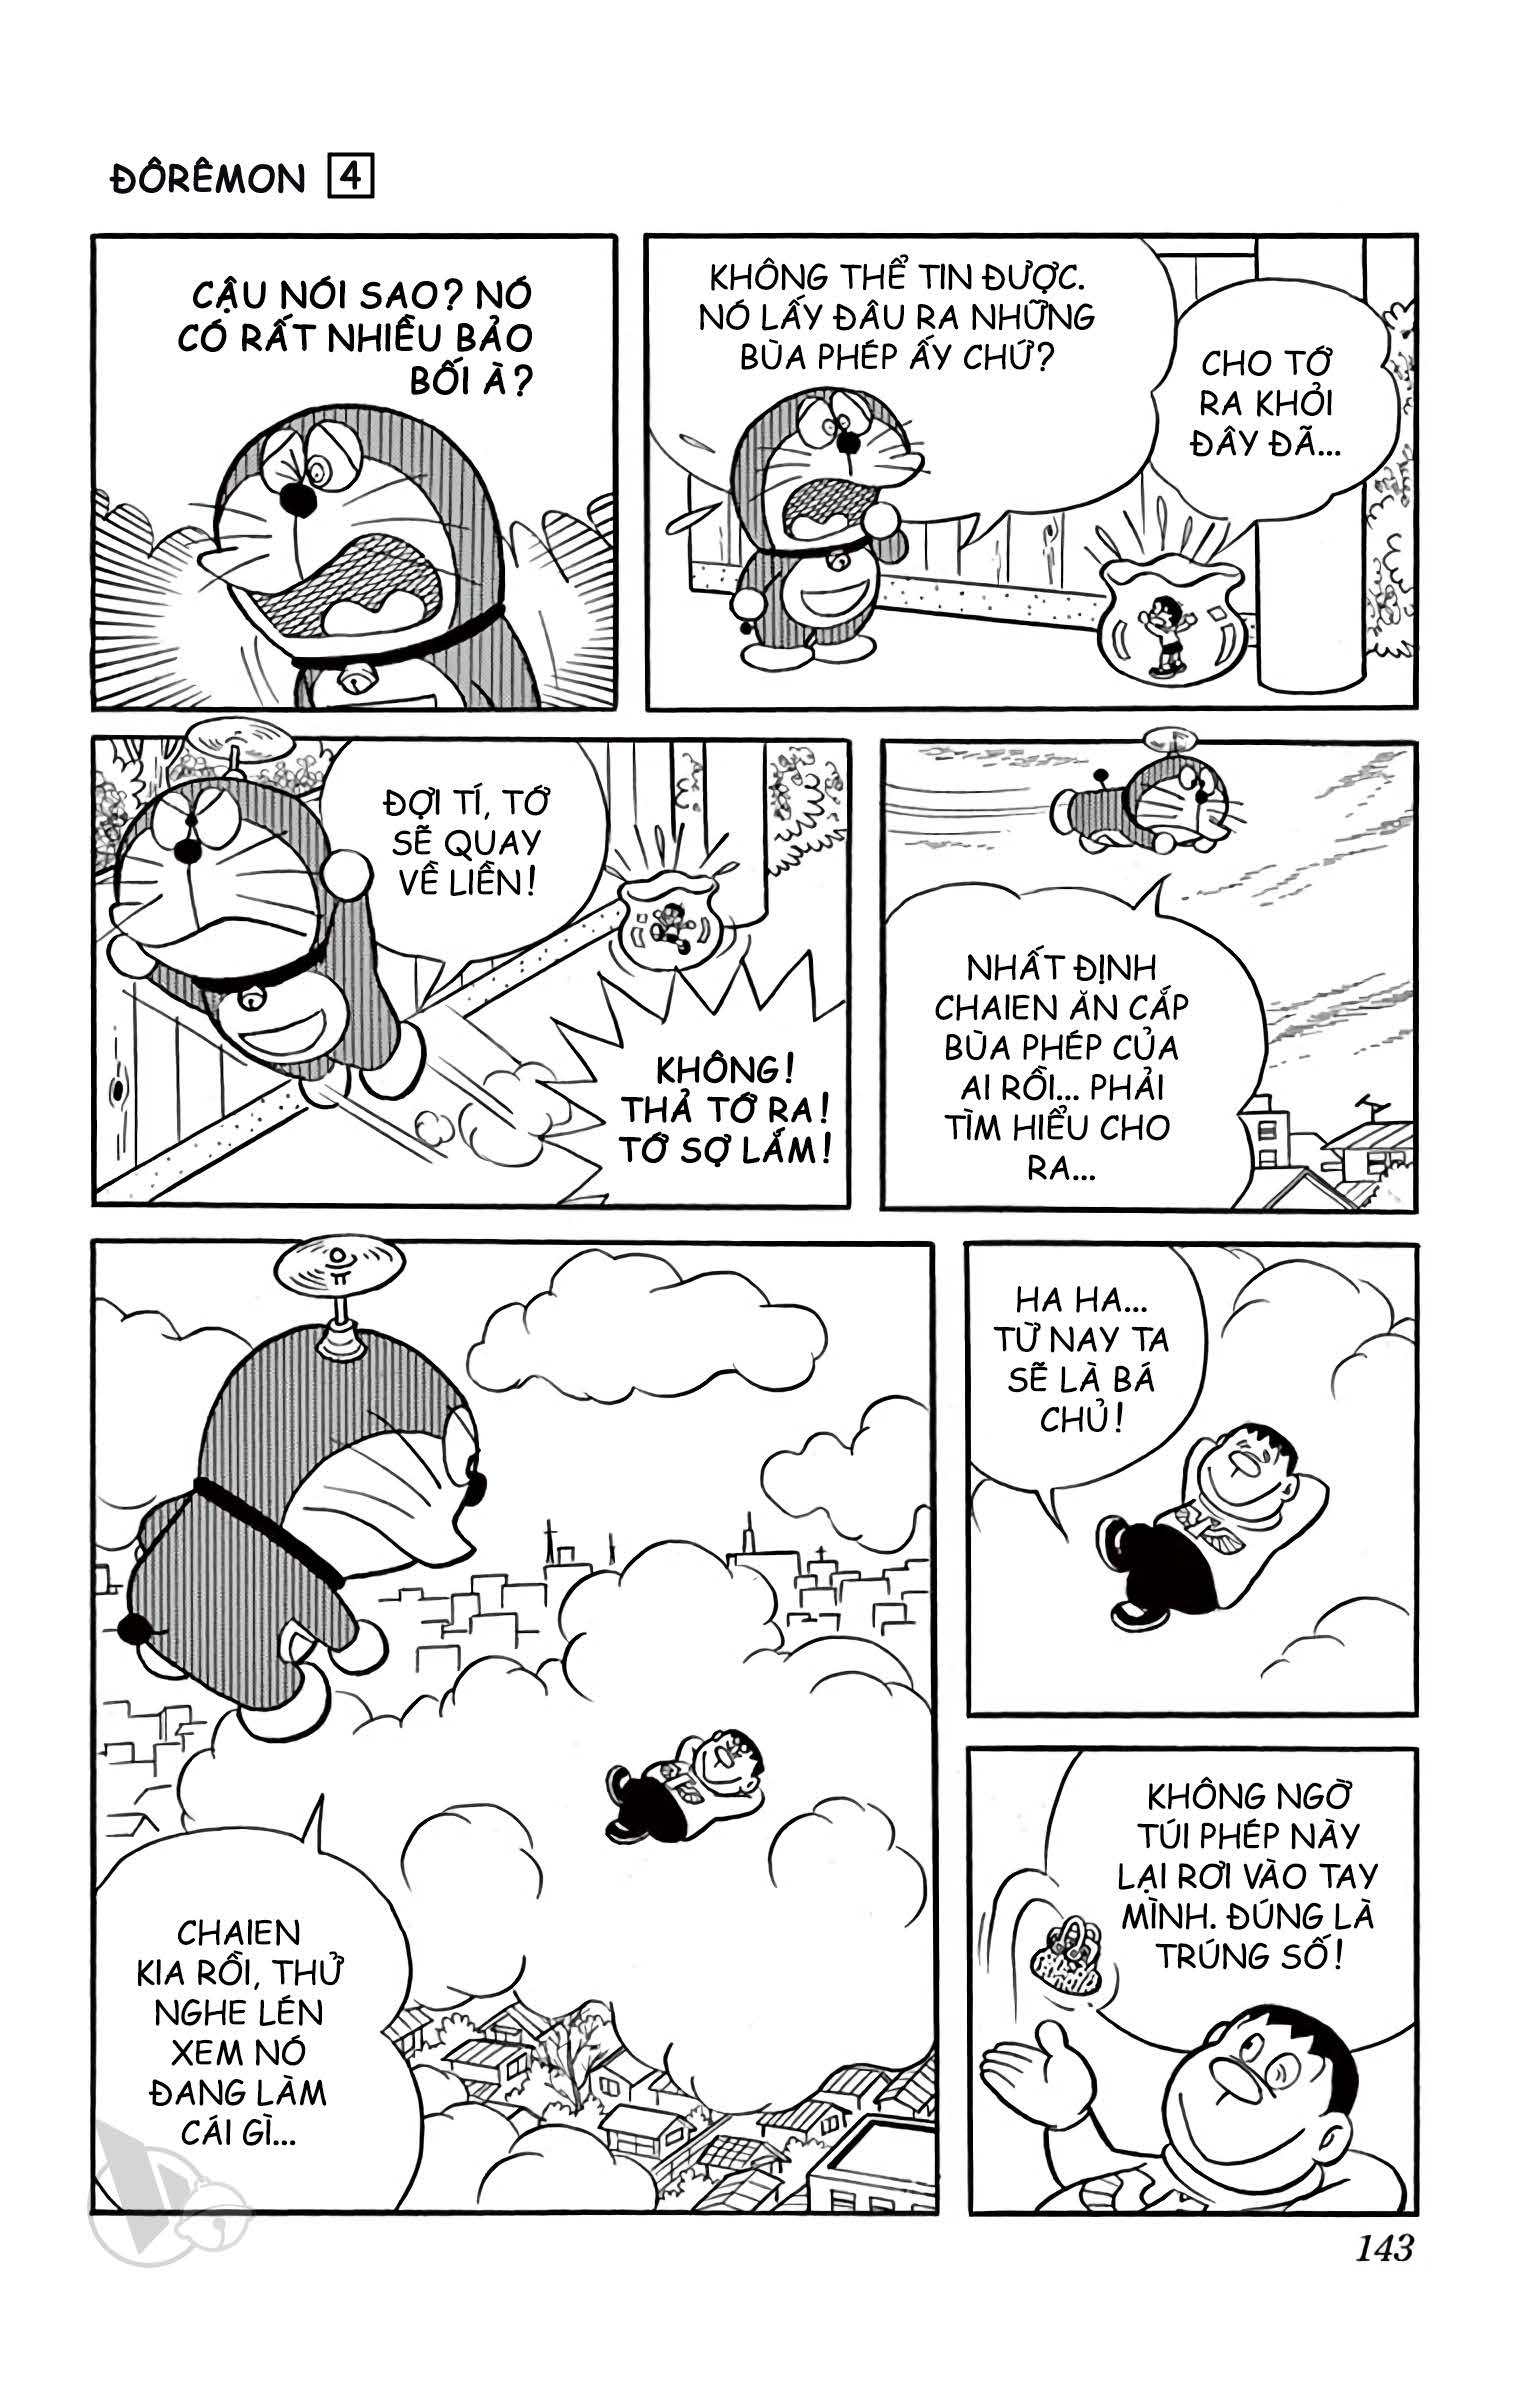 ĐÔRÊMON 4
CẬU NÓI SAO? NÓ
CÓ RẤT NHIỀU BẢO
BỐI À?
KHÔNG THỂ TIN ĐƯỢC.
NÓ LẤY ĐÂU RA NHỮNG
BÙA PHÉP ẤY CHỨ?
CHO TỚ
RA KHỎI
ĐÂY ĐÃ...
ĐỢI TÍ, TỚ
SẼ QUAY
VỀ LIỀN!
KHÔNG!
THẢ TỚ RA!
TỚ SỢ LẮM!
NHẤT ĐỊNH
CHAIEN ĂN CẮP
BÙA PHÉP CỦA
AI RỒI... PHẢI
TÌM HIỂU CHO
RA...
CHAIEN
KIA RỒI, THỬ
NGHE LÉN
XEM NÓ
ĐANG LÀM
CÁI GÌ...
HA HA...
TỪ NAY TA
SẼ LÀ BÁ
CHỦ!
KHÔNG NGỜ
TÚI PHÉP NÀY
LẠI RƠI VÀO TAY
MÌNH. ĐÚNG LÀ
TRÚNG SỐ!
143